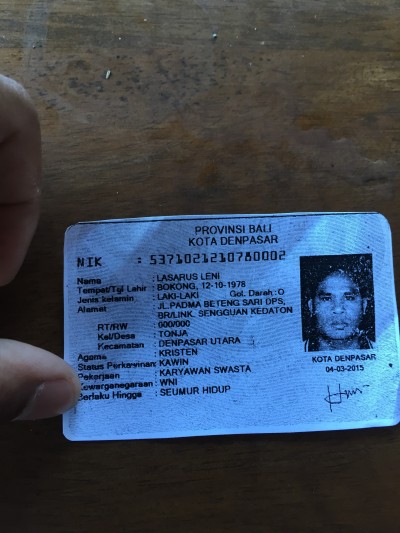 PROVINSI BALI
KOTA DENPASAR
NIK : 5371021210780002
Nama : LASARUS LENI
Tempat/Tgl Lahir : BOKONG, 12-10-1978
Jenis kelamin : LAKI-LAKI Gol. Darah :O
Alamat : JL.PADMA BETENG SARI DPS,
BR/LINK. SENGGUAN KEDATON
RT/RW : 000/000
Kel/Desa : TONJA
Kecamatan : DENPASAR UTARA
Agama : KRISTEN
Status Perkawinan: KAWIN
Pekerjaan : KARYAWAN SWASTA
Kewarganegaraan: WNI
Berlaku Hingga : SEUMUR HIDUP
KOTA DENPASAR
04-03-2015